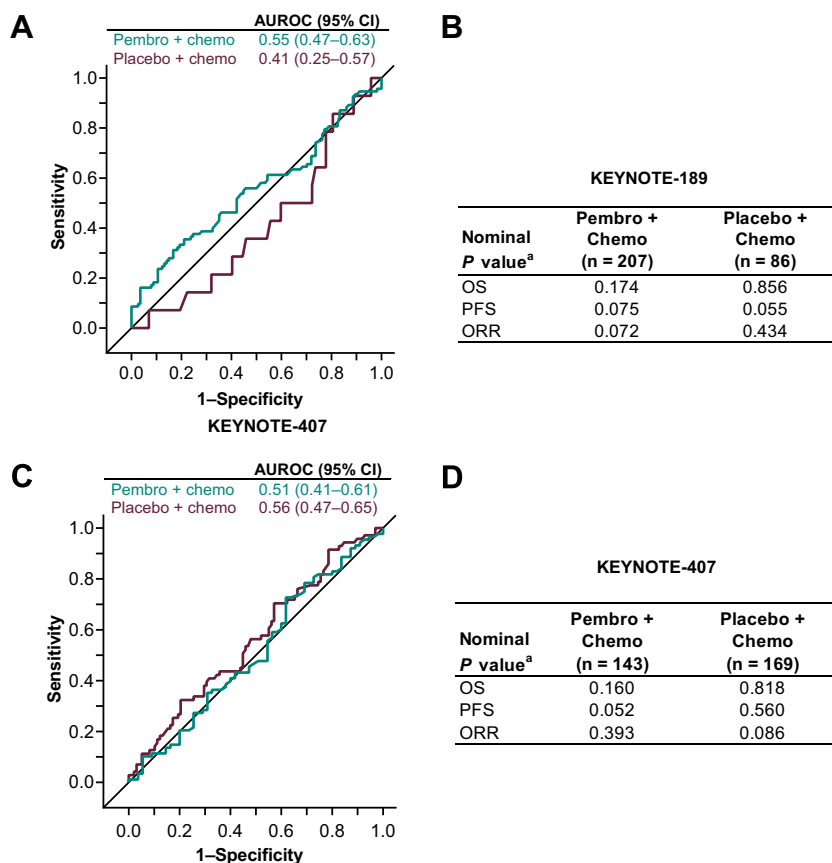 A
AUROC (95% CI)
Pembro + chemo 0.55 (0.47–0.63)
Placebo + chemo 0.41 (0.25–0.57)
1.0
0.8
0.6
0.4
0.2
0.0
Sensitivity
0.0 0.2 0.4 0.6 0.8 1.0
1–Specificity
KEYNOTE-407
B
KEYNOTE-189
Nominal P valueᵃ Pembro + Chemo (n = 207) Placebo + Chemo (n = 86)
OS 0.174 0.856
PFS 0.075 0.055
ORR 0.072 0.434
C
AUROC (95% CI)
Pembro + chemo 0.51 (0.41–0.61)
Placebo + chemo 0.56 (0.47–0.65)
1.0
0.8
0.6
0.4
0.2
0.0
Sensitivity
0.0 0.2 0.4 0.6 0.8 1.0
1–Specificity
D
KEYNOTE-407
Nominal P valueᵃ Pembro + Chemo (n = 143) Placebo + Chemo (n = 169)
OS 0.160 0.818
PFS 0.052 0.560
ORR 0.393 0.086